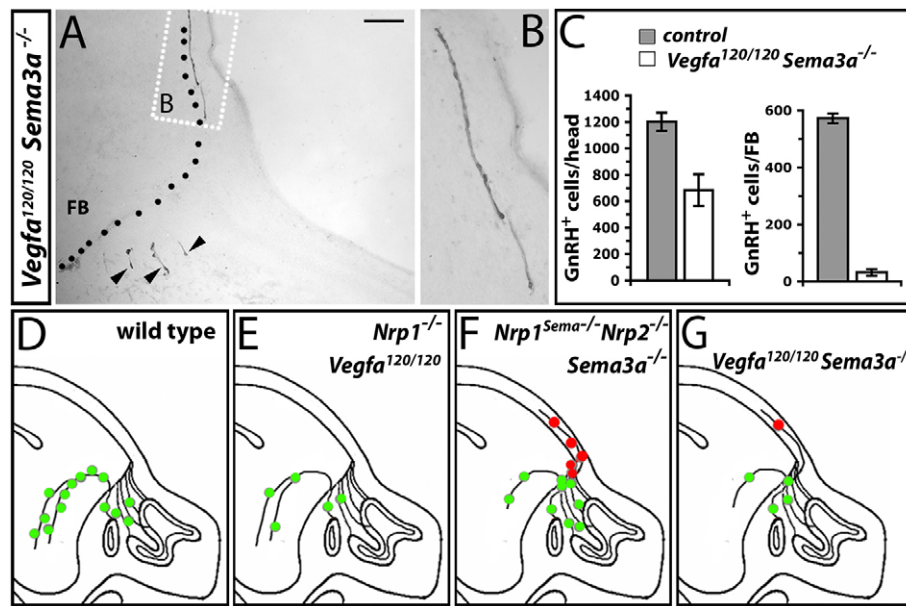 Vegfa120/120 Sema3a-/-
A
B
FB
B
C
control
Vegfa120/120 Sema3a-/-
GnRH+ cells/head
1400
1200
1000
800
600
400
200
0
GnRH+ cells/FB
600
400
200
0
D
wild type
E
Nrp1-/-
Vegfa120/120
F
Nrp1Sema-/- Nrp2-/-
Sema3a-/-
G
Vegfa120/120 Sema3a-/